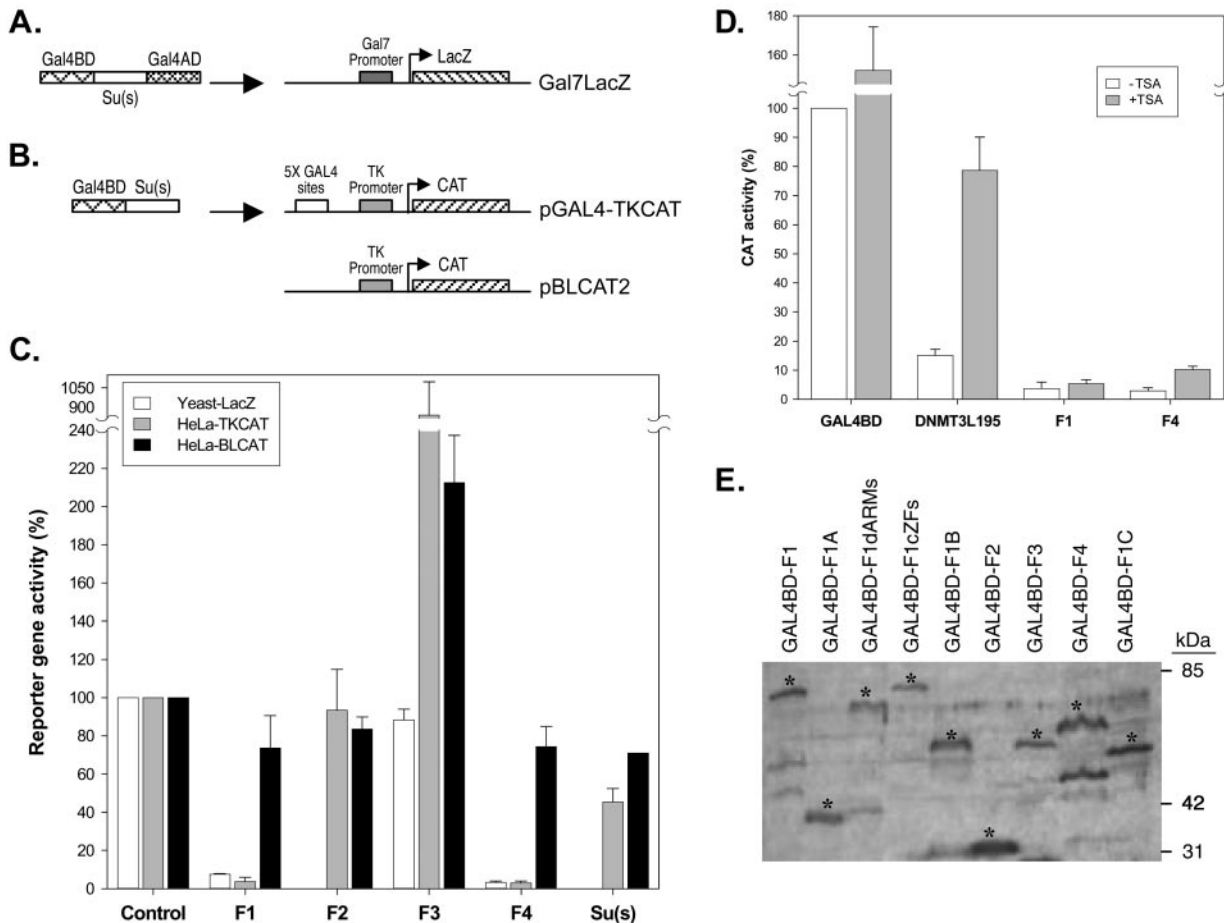 A.
Gal4BD
Gal4AD
Su(s)
Gal7
Promoter
LacZ
Gal7LacZ
B.
Gal4BD
Su(s)
5X GAL4
sites
TK
Promoter
CAT
pGAL4-TKCAT
TK
Promoter
CAT
pBLCAT2
C.
Reporter gene activity (%)
1050
900
240
220
200
180
160
140
120
100
80
60
40
20
0
Yeast-LacZ
HeLa-TKCAT
HeLa-BLCAT
Control F1 F2 F3 F4 Su(s)
D.
CAT activity (%)
160
100
90
80
70
60
50
40
30
20
10
0
-TSA
+TSA
GAL4BD DNMT3L195 F1 F4
E.
GAL4BD-F1
GAL4BD-F1A
GAL4BD-F1dARMs
GAL4BD-F1cZFs
GAL4BD-F1B
GAL4BD-F2
GAL4BD-F3
GAL4BD-F4
GAL4BD-F1C
kDa
85
42
31
* * * * * * * * *